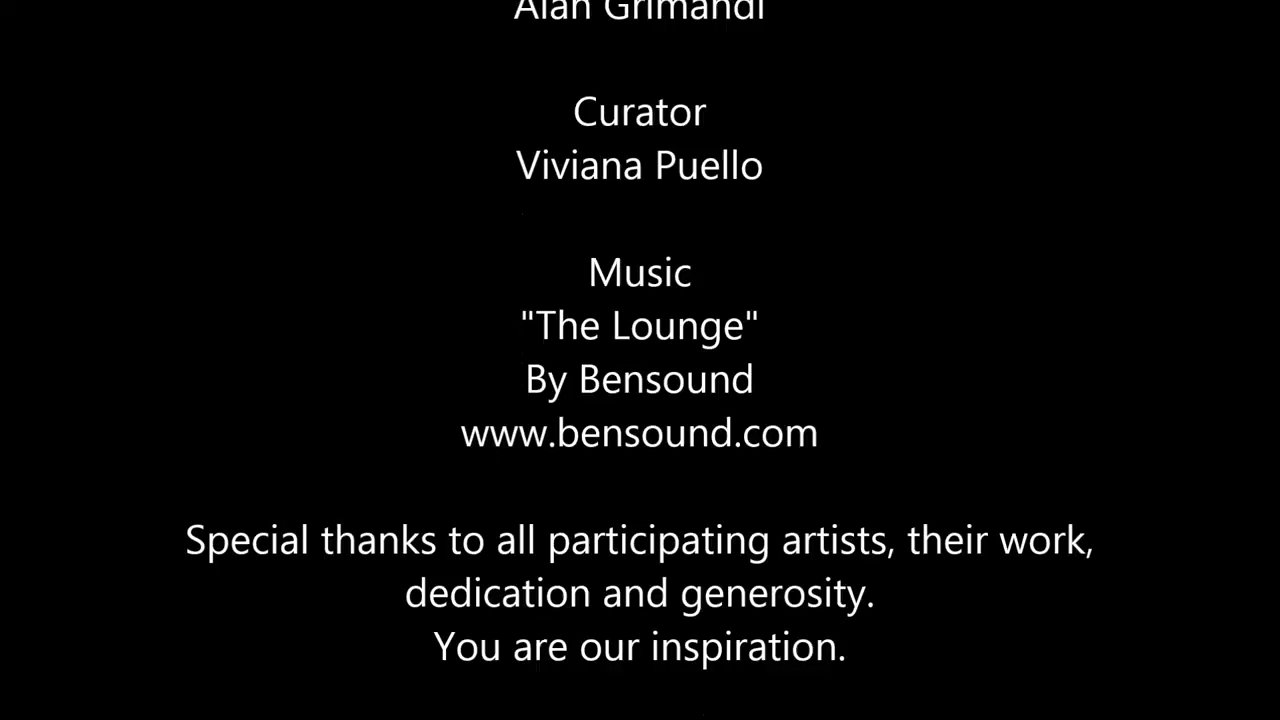 Alan Grimandi
Curator
Viviana Puello
Music
"The Lounge"
By Bensound
www.bensound.com
Special thanks to all participating artists, their work,
dedication and generosity.
You are our inspiration.